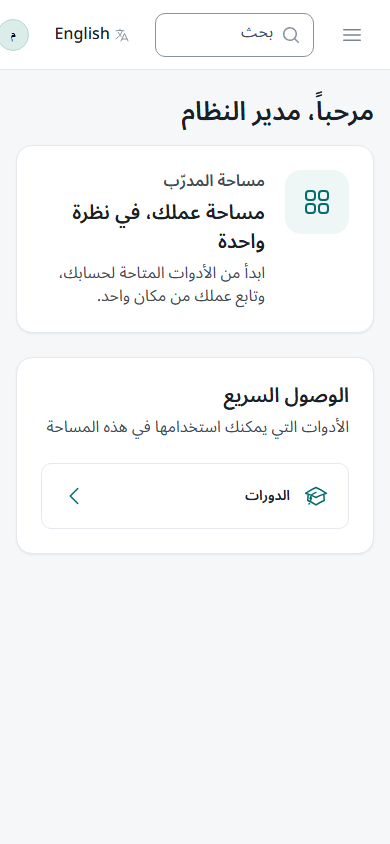 بحث
English
م
مرحباً، مدير النظام
مساحة المدرّب
مساحة عملك، في نظرة
واحدة
ابدأ من الأدوات المتاحة لحسابك،
وتابع عملك من مكان واحد.
الوصول السريع
الأدوات التي يمكنك استخدامها في هذه المساحة
الدورات